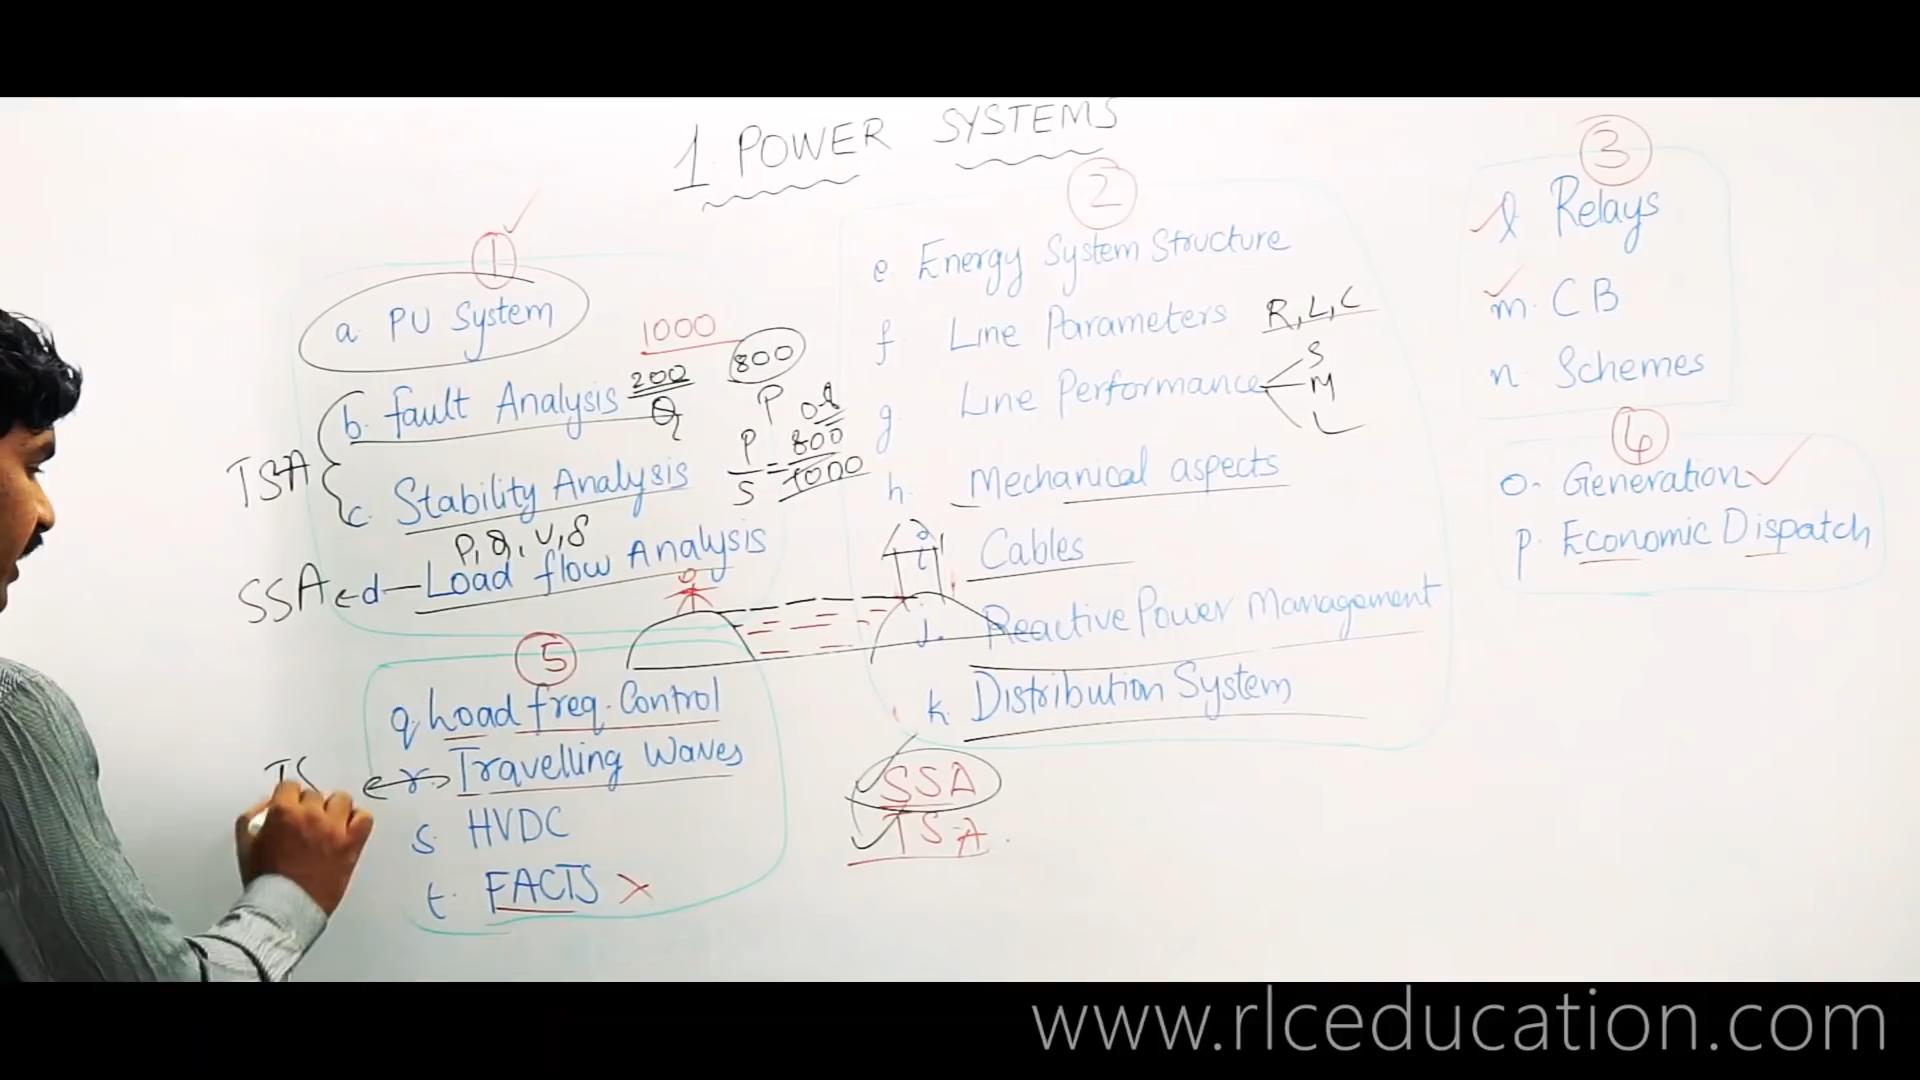 1 POWER SYSTEMS
1
a. PU System
1000
b. fault Analysis 200/Q
800
P
TSA
P/S = 800/1000 0.8
c. Stability Analysis
P, Q, V, δ
SSA ← d - Load flow Analysis
5
q. Load freq. Control
TS ← r. Travelling Waves
s HVDC
t. FACTS ×
2
e Energy System Structure
f Line Parameters R, L, C
g. Line Performance S M L
h. Mechanical aspects
i Cables
j. Reactive Power Management
k. Distribution System
SSA
TSA
3
l Relays
m. CB
n Schemes
4
o. Generation
p. Economic Dispatch
www.rlceducation.com